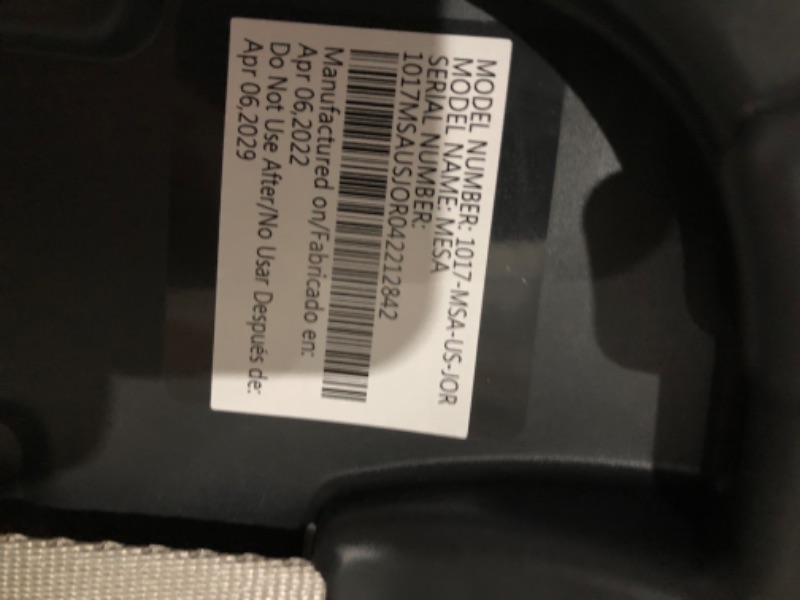 MODEL NUMBER: 1017-MSA-US-JOR
MODEL NAME: MESA
SERIAL NUMBER:
1017MSAUSJOR042212842
Manufactured on/Fabricado en:
Apr 06,2022
Do Not Use After/No Usar Después de:
Apr 06,2029